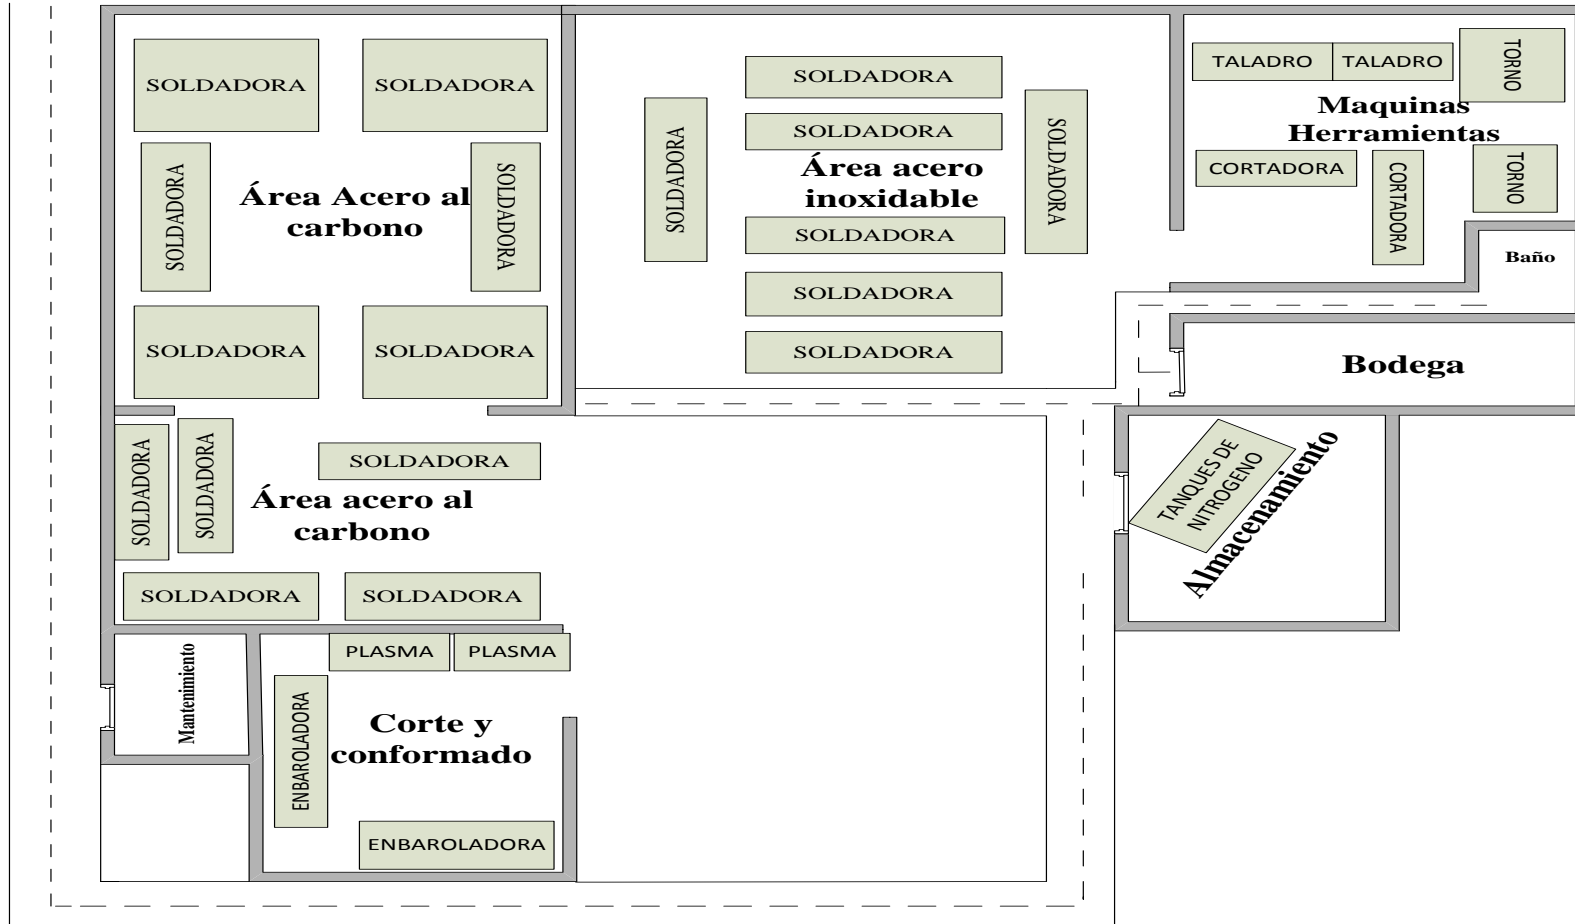 SOLDADORA
SOLDADORA
SOLDADORA
Área Acero al
carbono
SOLDADORA
SOLDADORA
SOLDADORA
SOLDADORA
SOLDADORA
SOLDADORA
Área acero
inoxidable
SOLDADORA
SOLDADORA
SOLDADORA
SOLDADORA
SOLDADORA
TALADRO
TALADRO
TORNO
Maquinas
Herramientas
CORTADORA
CORTADORA
TORNO
Baño
Bodega
TANQUES DE
NITROGENO
Almacenamiento
SOLDADORA
SOLDADORA
SOLDADORA
Área acero al
carbono
SOLDADORA
SOLDADORA
Mantenimiento
PLASMA
PLASMA
ENBAROLADORA
Corte y
conformado
ENBAROLADORA